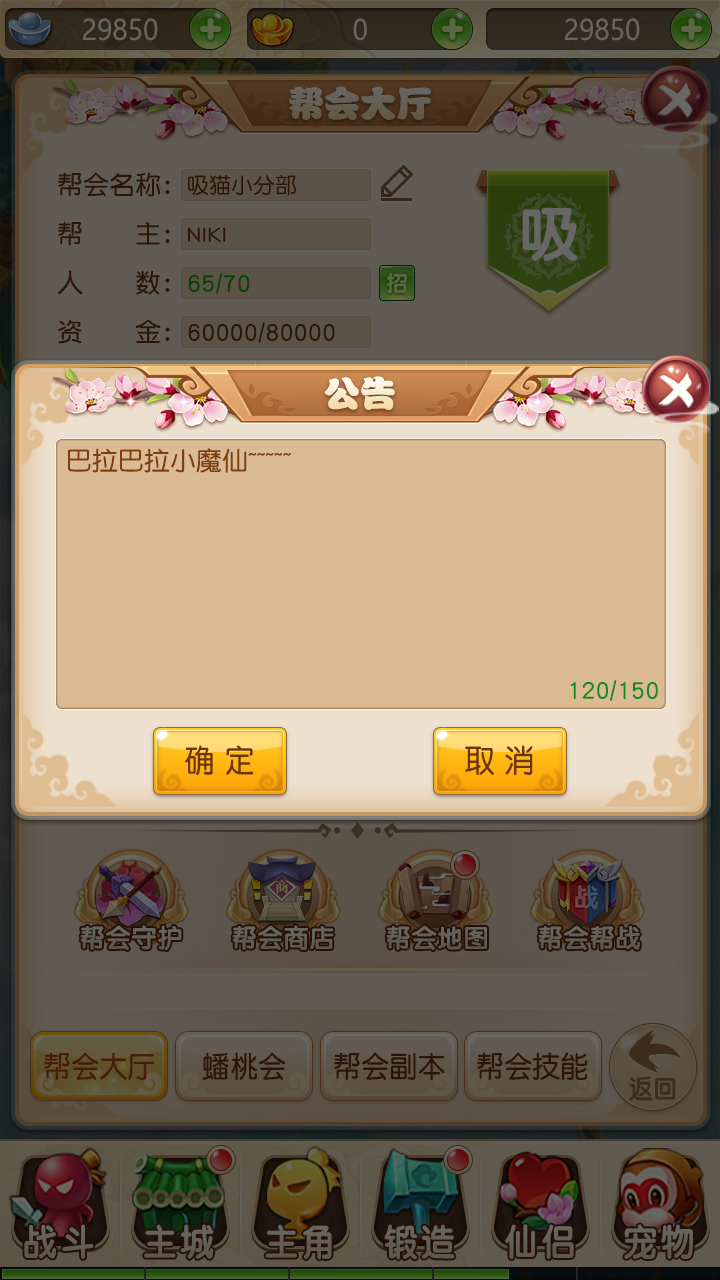 29850 0 29850
帮会大厅
帮会名称: 吸猫小分部
吸
帮 主: NIKI
人 数: 65/70 招
资 金: 60000/80000
公告
巴拉巴拉小魔仙~~~~~
120/150
确定 取消
战
帮会守护 帮会商店 帮会地图 帮会帮战
帮会大厅 蟠桃会 帮会副本 帮会技能 返回
战斗 主城 主角 锻造 仙侣 宠物